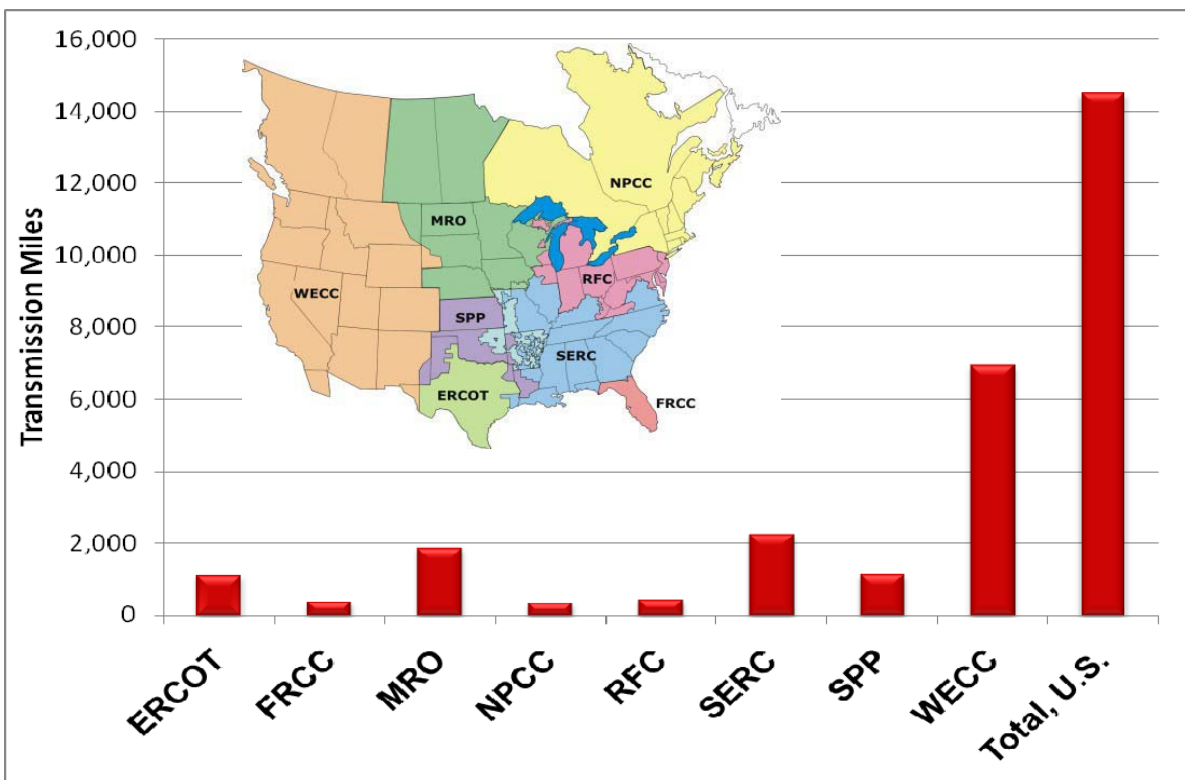 Transmission Miles
16,000
14,000
12,000
10,000
8,000
6,000
4,000
2,000
0
NPCC
MRO
RFC
WECC
SPP
SERC
ERCOT
FRCC
ERCOT
FRCC
MRO
NPCC
RFC
SERC
SPP
WECC
Total, U.S.